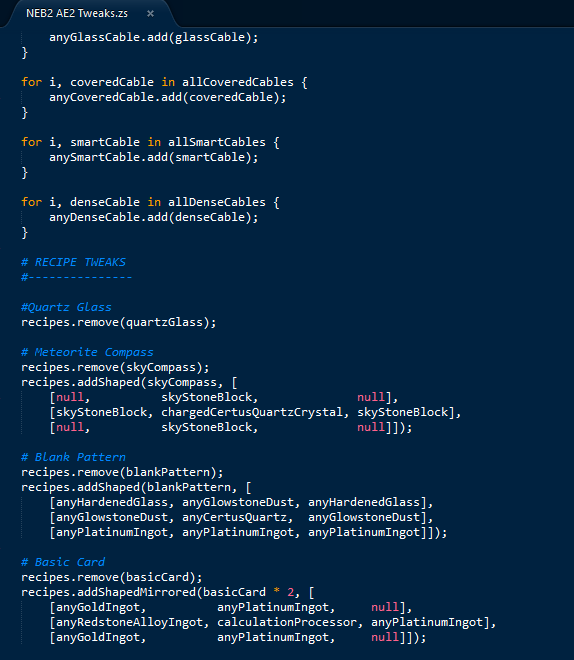 NEB2 AE2 Tweaks.zs ×
    anyGlassCable.add(glassCable);
}

for i, coveredCable in allCoveredCables {
    anyCoveredCable.add(coveredCable);
}

for i, smartCable in allSmartCables {
    anySmartCable.add(smartCable);
}

for i, denseCable in allDenseCables {
    anyDenseCable.add(denseCable);
}

# RECIPE TWEAKS
#---------------

#Quartz Glass
recipes.remove(quartzGlass);

# Meteorite Compass
recipes.remove(skyCompass);
recipes.addShaped(skyCompass, [
    [null,          skyStoneBlock,              null],
    [skyStoneBlock, chargedCertusQuartzCrystal, skyStoneBlock],
    [null,          skyStoneBlock,              null]]);

# Blank Pattern
recipes.remove(blankPattern);
recipes.addShaped(blankPattern, [
    [anyHardenedGlass, anyGlowstoneDust, anyHardenedGlass],
    [anyGlowstoneDust, anyCertusQuartz,  anyGlowstoneDust],
    [anyPlatinumIngot, anyPlatinumIngot, anyPlatinumIngot]]);

# Basic Card
recipes.remove(basicCard);
recipes.addShapedMirrored(basicCard * 2, [
    [anyGoldIngot,          anyPlatinumIngot,     null],
    [anyRedstoneAlloyIngot, calculationProcessor, anyPlatinumIngot],
    [anyGoldIngot,          anyPlatinumIngot,     null]]);